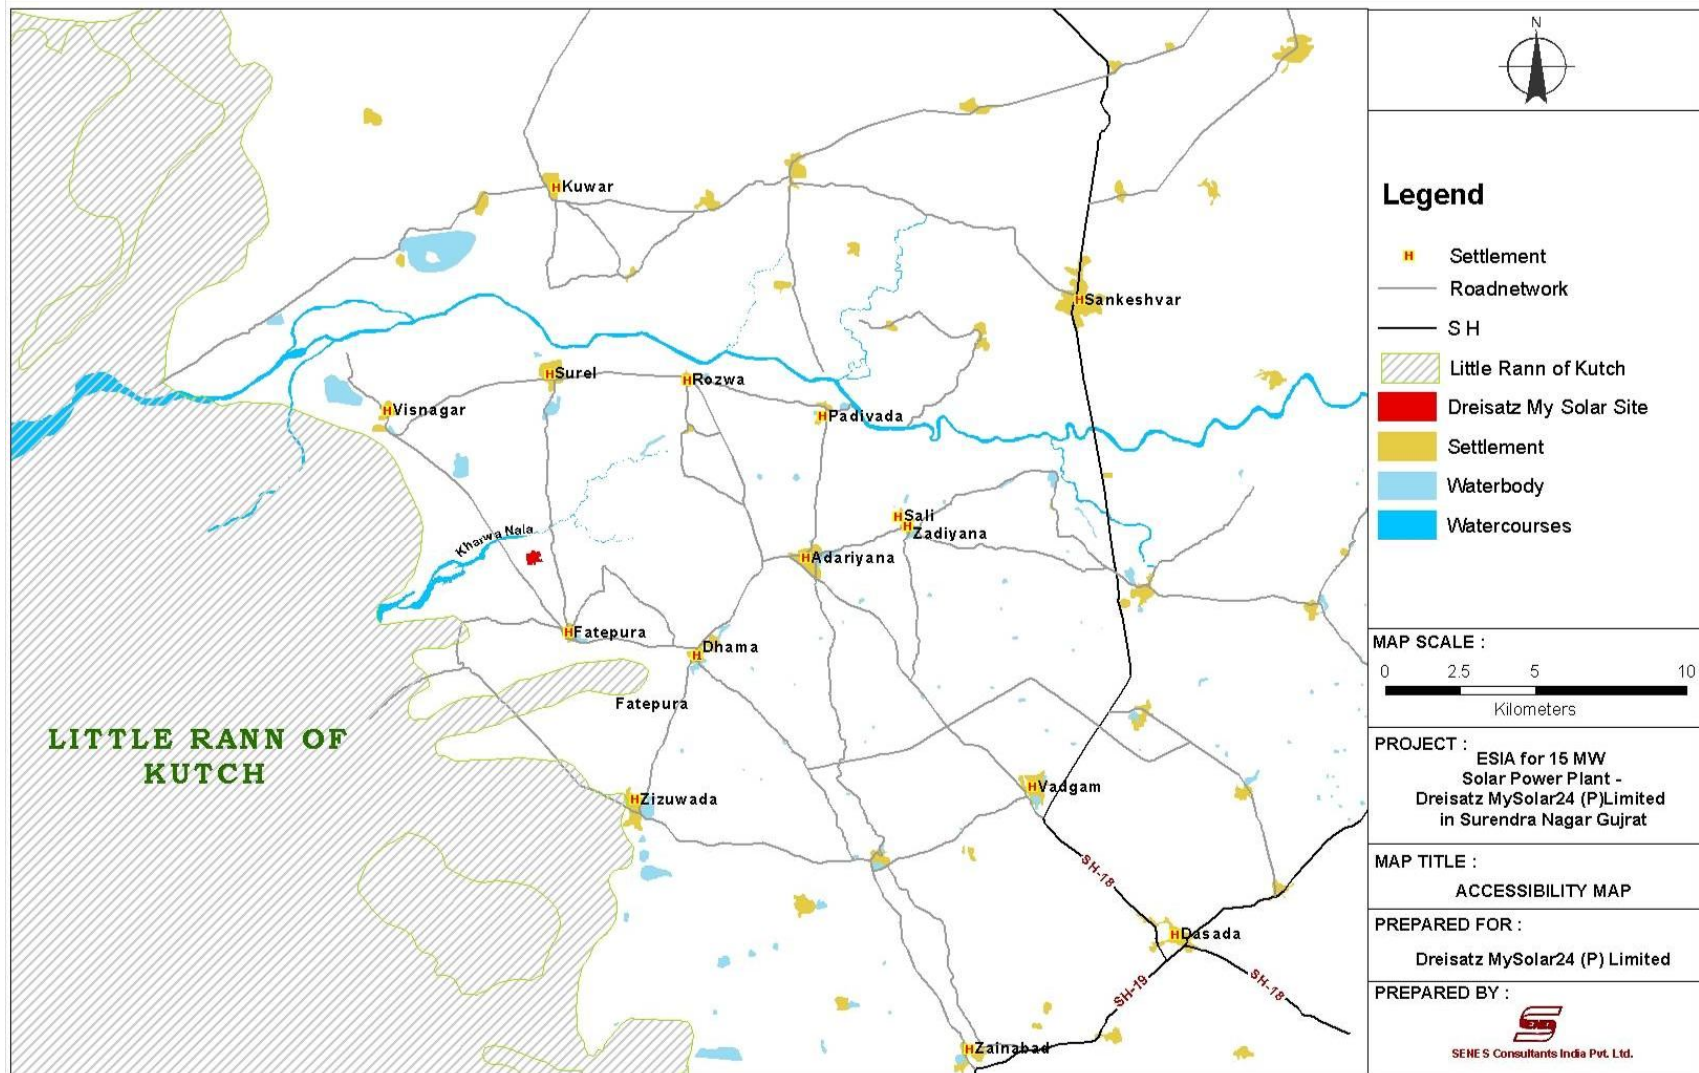 N
Kuwar
Sankeshvar
Surel
Rozwa
Visnagar
Padivada
Sali
Zadiyana
Kharwa Nala
Adariyana
Fatepura
Dhama
Fatepura
LITTLE RANN OF
KUTCH
Zizuwada
Vadgam
SH-18
Dasada
SH-19
SH-18
Zainabad
Legend
H Settlement
Roadnetwork
S H
Little Rann of Kutch
Dreisatz My Solar Site
Settlement
Waterbody
Watercourses
MAP SCALE :
0 2.5 5 10
Kilometers
PROJECT :
ESIA for 15 MW
Solar Power Plant -
Dreisatz MySolar24 (P)Limited
in Surendra Nagar Gujrat
MAP TITLE :
ACCESSIBILITY MAP
PREPARED FOR :
Dreisatz MySolar24 (P) Limited
PREPARED BY :
SENES
SENES Consultants India Pvt. Ltd.